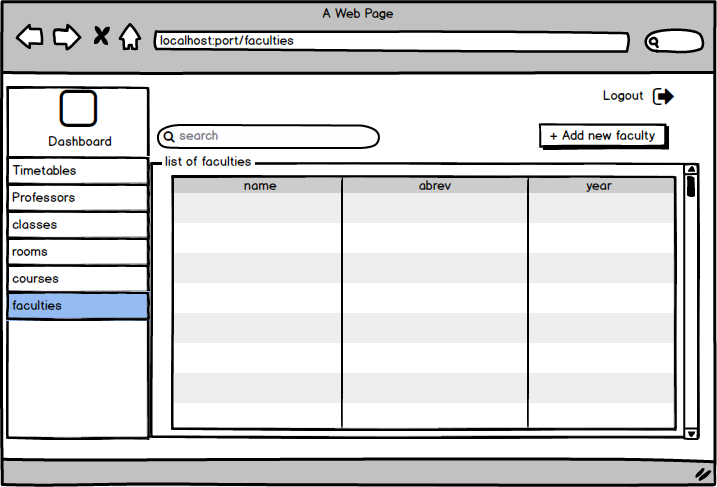 A Web Page
localhost:port/faculties
Logout
Dashboard
search
+ Add new faculty
list of faculties
Timetables
Professors
classes
rooms
courses
faculties
name abrev year